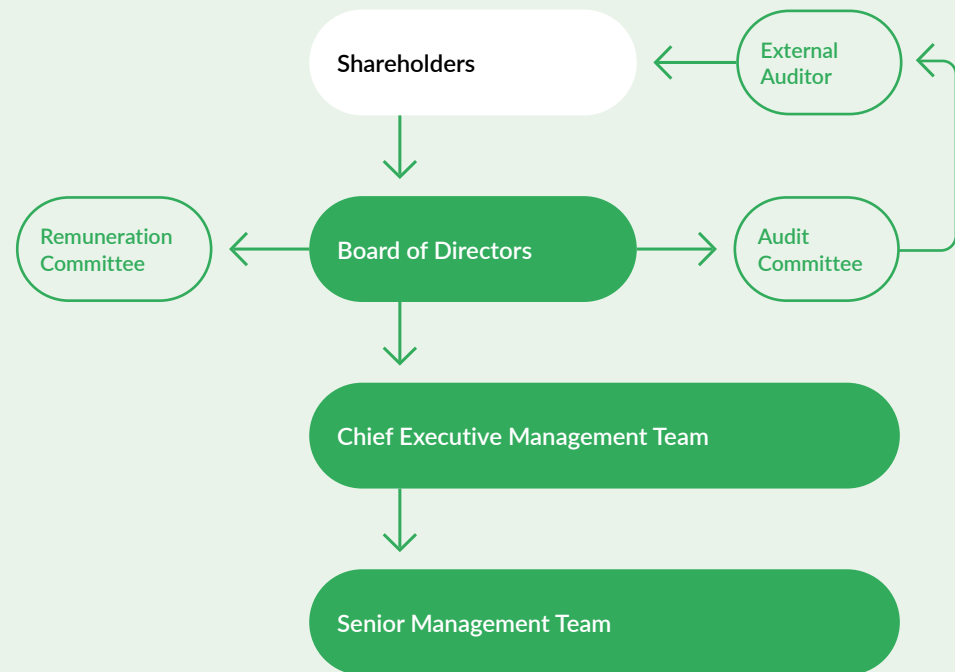 Shareholders
External
Auditor
Remuneration
Committee
Board of Directors
Audit
Committee
Chief Executive Management Team
Senior Management Team